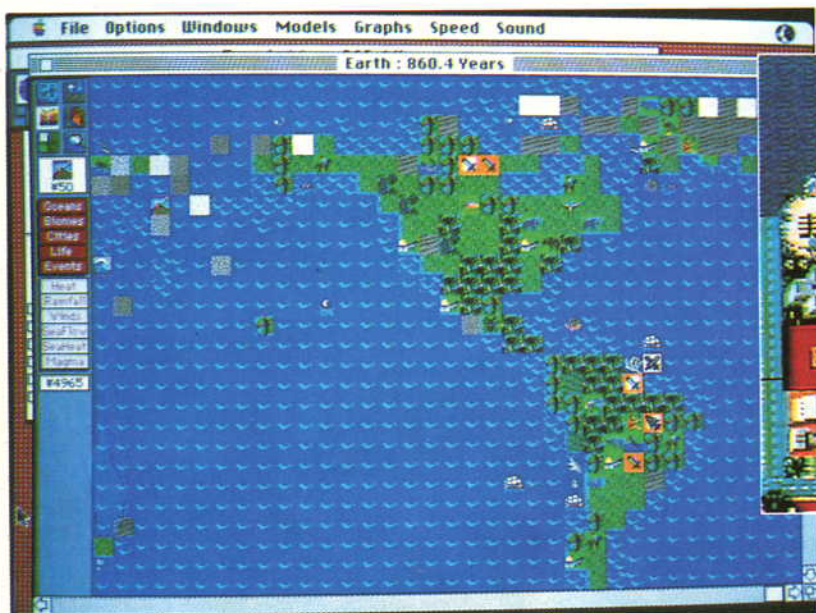 File Options Windows Models Graphs Speed Sound
Earth : 860.4 Years
#50
Oceans
Biomes
Cities
Life
Events
Heat
Rainfall
Winds
SeaFlow
SeaHeat
Magma
#4965